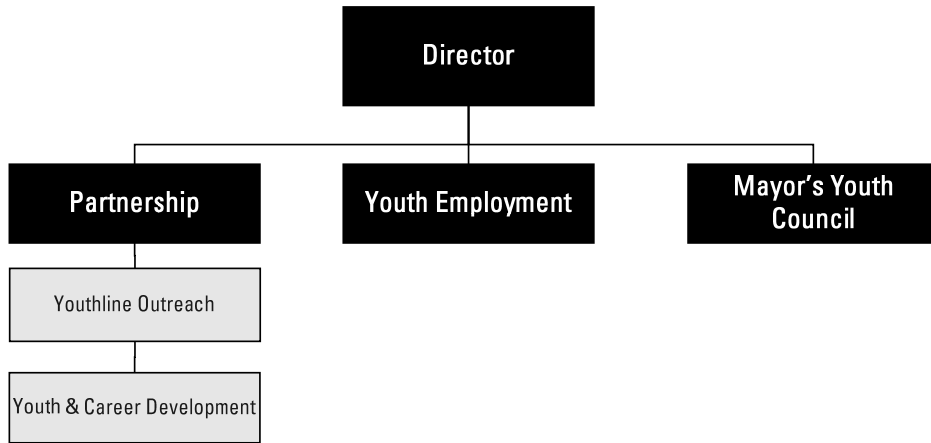 Director
Partnership
Youth Employment
Mayor's Youth
Council
Youthline Outreach
Youth & Career Development